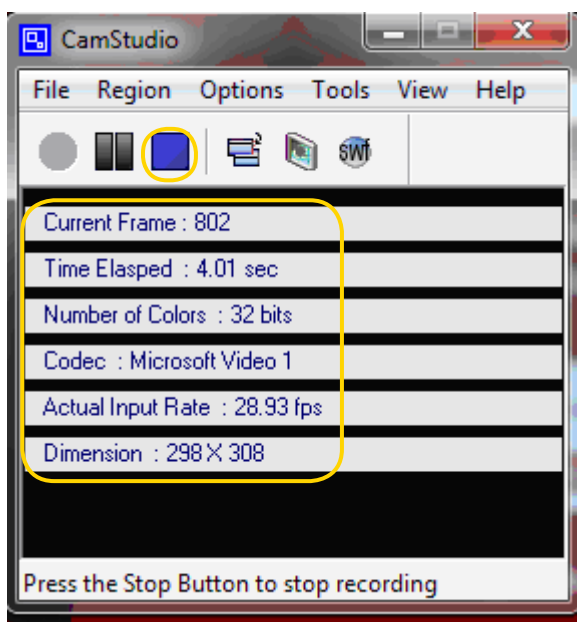 CamStudio
File Region Options Tools View Help
swf
Current Frame : 802
Time Elasped : 4.01 sec
Number of Colors : 32 bits
Codec : Microsoft Video 1
Actual Input Rate : 28.93 fps
Dimension : 298 X 308
Press the Stop Button to stop recording